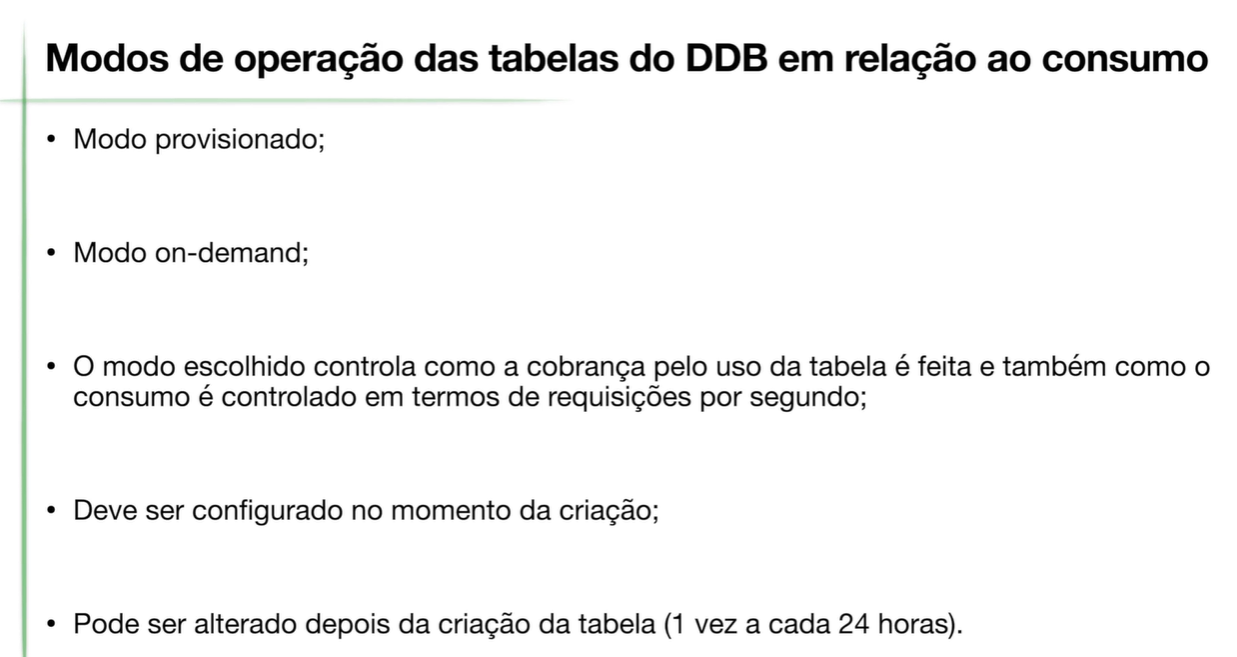 Modos de operação das tabelas do DDB em relação ao consumo
• Modo provisionado;
• Modo on-demand;
• O modo escolhido controla como a cobrança pelo uso da tabela é feita e também como o
consumo é controlado em termos de requisições por segundo;
• Deve ser configurado no momento da criação;
• Pode ser alterado depois da criação da tabela (1 vez a cada 24 horas).